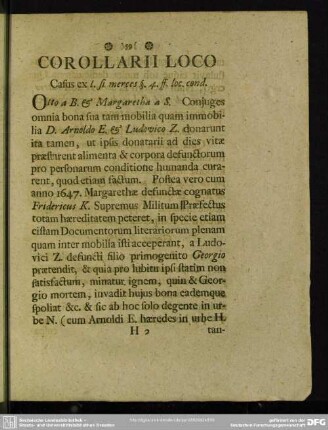 COROLLARII LOCO
Casus ex l. si merces §. 4. ff. loc. cond.
Otto a B. & Margaretha a S. Conjuges
omnia bona sua tam mobilia quam immobi-
lia D. Arnoldo E. & Ludovico Z. donarunt
ita tamen, ut ipsi donatarii ad dies vitæ
præstarent alimenta & corpora defunctorum
pro personarum conditione humanda cura-
rent, quod etiam factum. Postea vero cum
anno 1647. Margarethæ defunctæ cognatus
Fridericus K. Supremus Militum Præfectus
totam hæreditatem peteret, in specie etiam
cistam Documentorum literariorum plenam
quam inter mobilia isti acceperant, a Ludo-
vici Z. defuncti filio primogenito Georgio
prætendit, & quia pro lubitu ipsi statim non
satisfactum, minatur ignem, quin & Geor-
gio mortem, invadit hujus bona eademque
spoliat &c. & sic ab hoc solo degente in ur-
be N. (cum Arnoldi E. hæredes in urbe H.
H 2 tan-